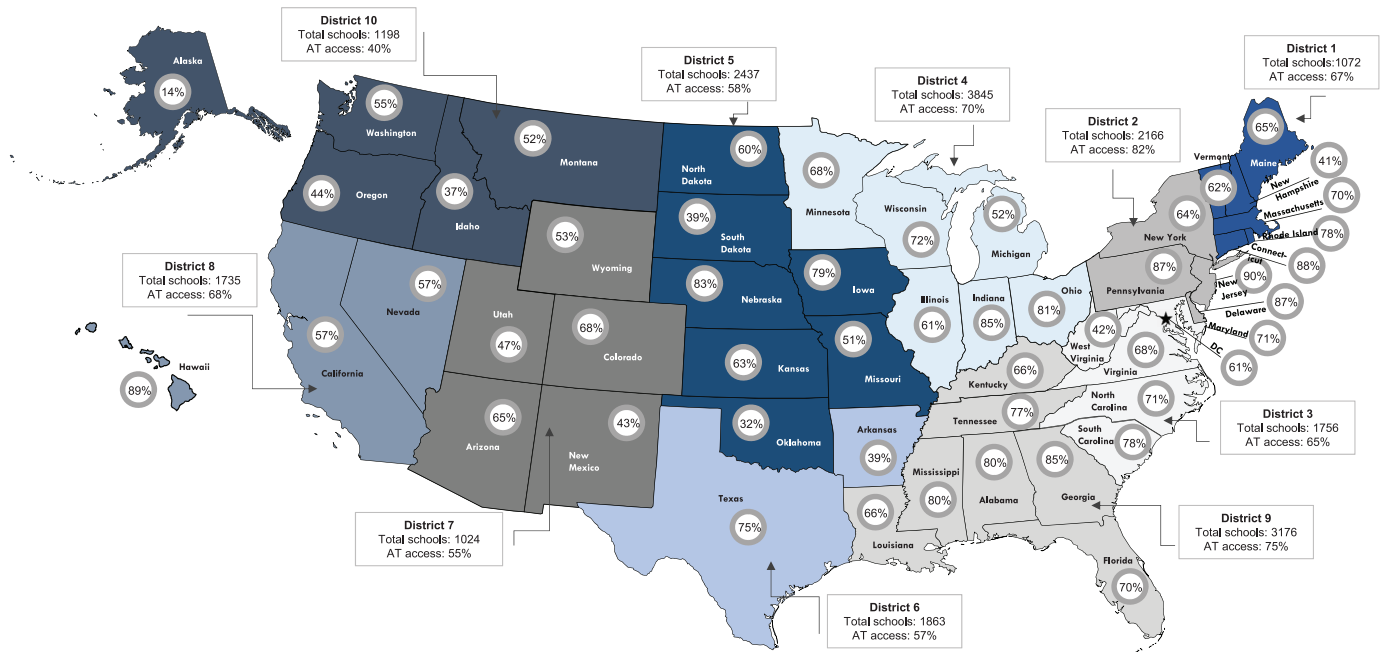 District 10
Total schools: 1198
AT access: 40%
District 5
Total schools: 2437
AT access: 58%
District 4
Total schools: 3845
AT access: 70%
District 1
Total schools:1072
AT access: 67%
District 2
Total schools: 2166
AT access: 82%
Alaska
14%
55%
Washington
52%
Montana
44%
Oregon
37%
Idaho
60%
North
Dakota
39%
South
Dakota
68%
Minnesota
Wisconsin
72%
52%
Michigan
65%
Maine
Vermont
62%
41%
New
Hampshire
70%
Massachusetts
Rhode Island
78%
Connect-
icut
88%
64%
New York
87%
Pennsylvania
90%
New
Jersey
87%
Delaware
71%
Maryland
DC
61%
District 8
Total schools: 1735
AT access: 68%
57%
Nevada
57%
California
Hawaii
89%
53%
Wyoming
Utah
47%
68%
Colorado
65%
Arizona
43%
New
Mexico
83%
Nebraska
79%
Iowa
63%
Kansas
51%
Missouri
32%
Oklahoma
Illinois
61%
Indiana
85%
Ohio
81%
42%
West
Virginia
68%
Virginia
66%
Kentucky
77%
Tennessee
North
Carolina
71%
South
Carolina
78%
District 3
Total schools: 1756
AT access: 65%
Arkansas
39%
Texas
75%
66%
Louisiana
Mississippi
80%
80%
Alabama
85%
Georgia
Florida
70%
District 7
Total schools: 1024
AT access: 55%
District 9
Total schools: 3176
AT access: 75%
District 6
Total schools: 1863
AT access: 57%